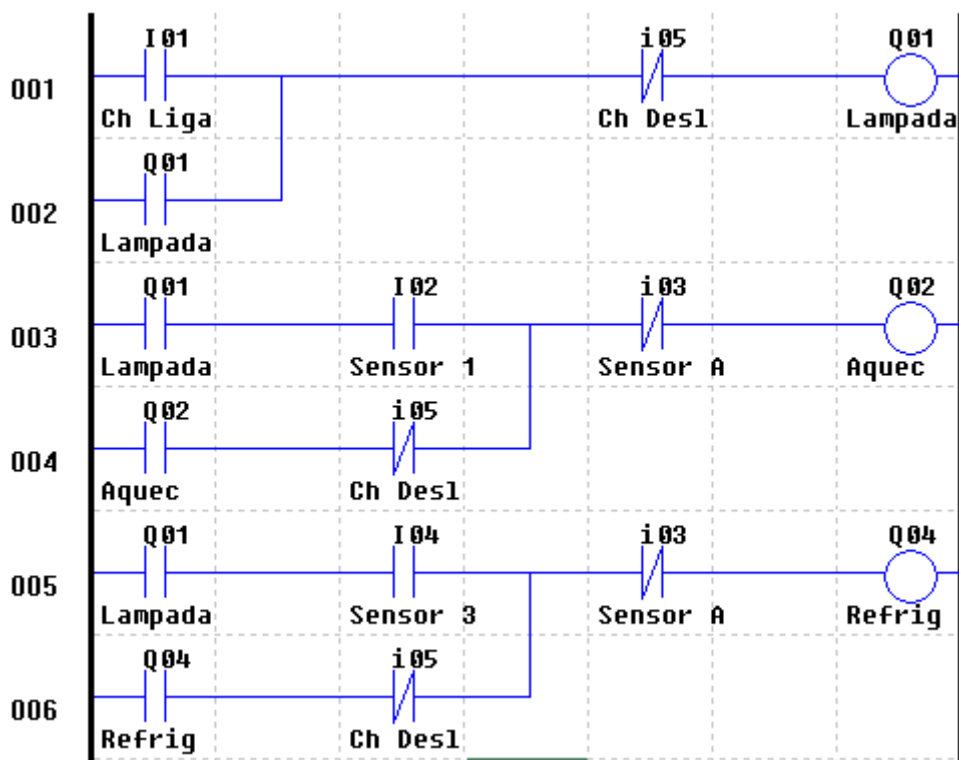 I01 i05 Q01
001
Ch Liga Ch Desl Lampada
Q01
002
Lampada
Q01 I02 i03 Q02
003
Lampada Sensor 1 Sensor A Aquec
Q02 i05
004
Aquec Ch Desl
Q01 I04 i03 Q04
005
Lampada Sensor 3 Sensor A Refrig
Q04 i05
006
Refrig Ch Desl